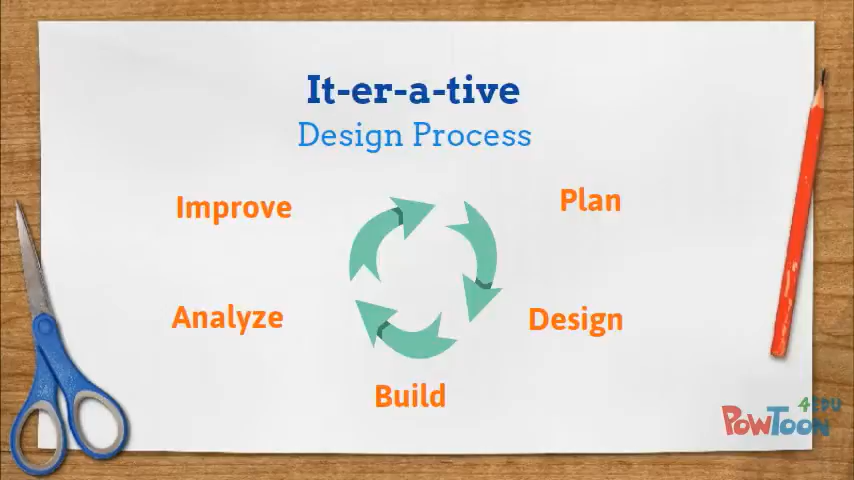 It-er-a-tive
Design Process
Improve
Plan
Analyze
Design
Build
4EDU
PowToon